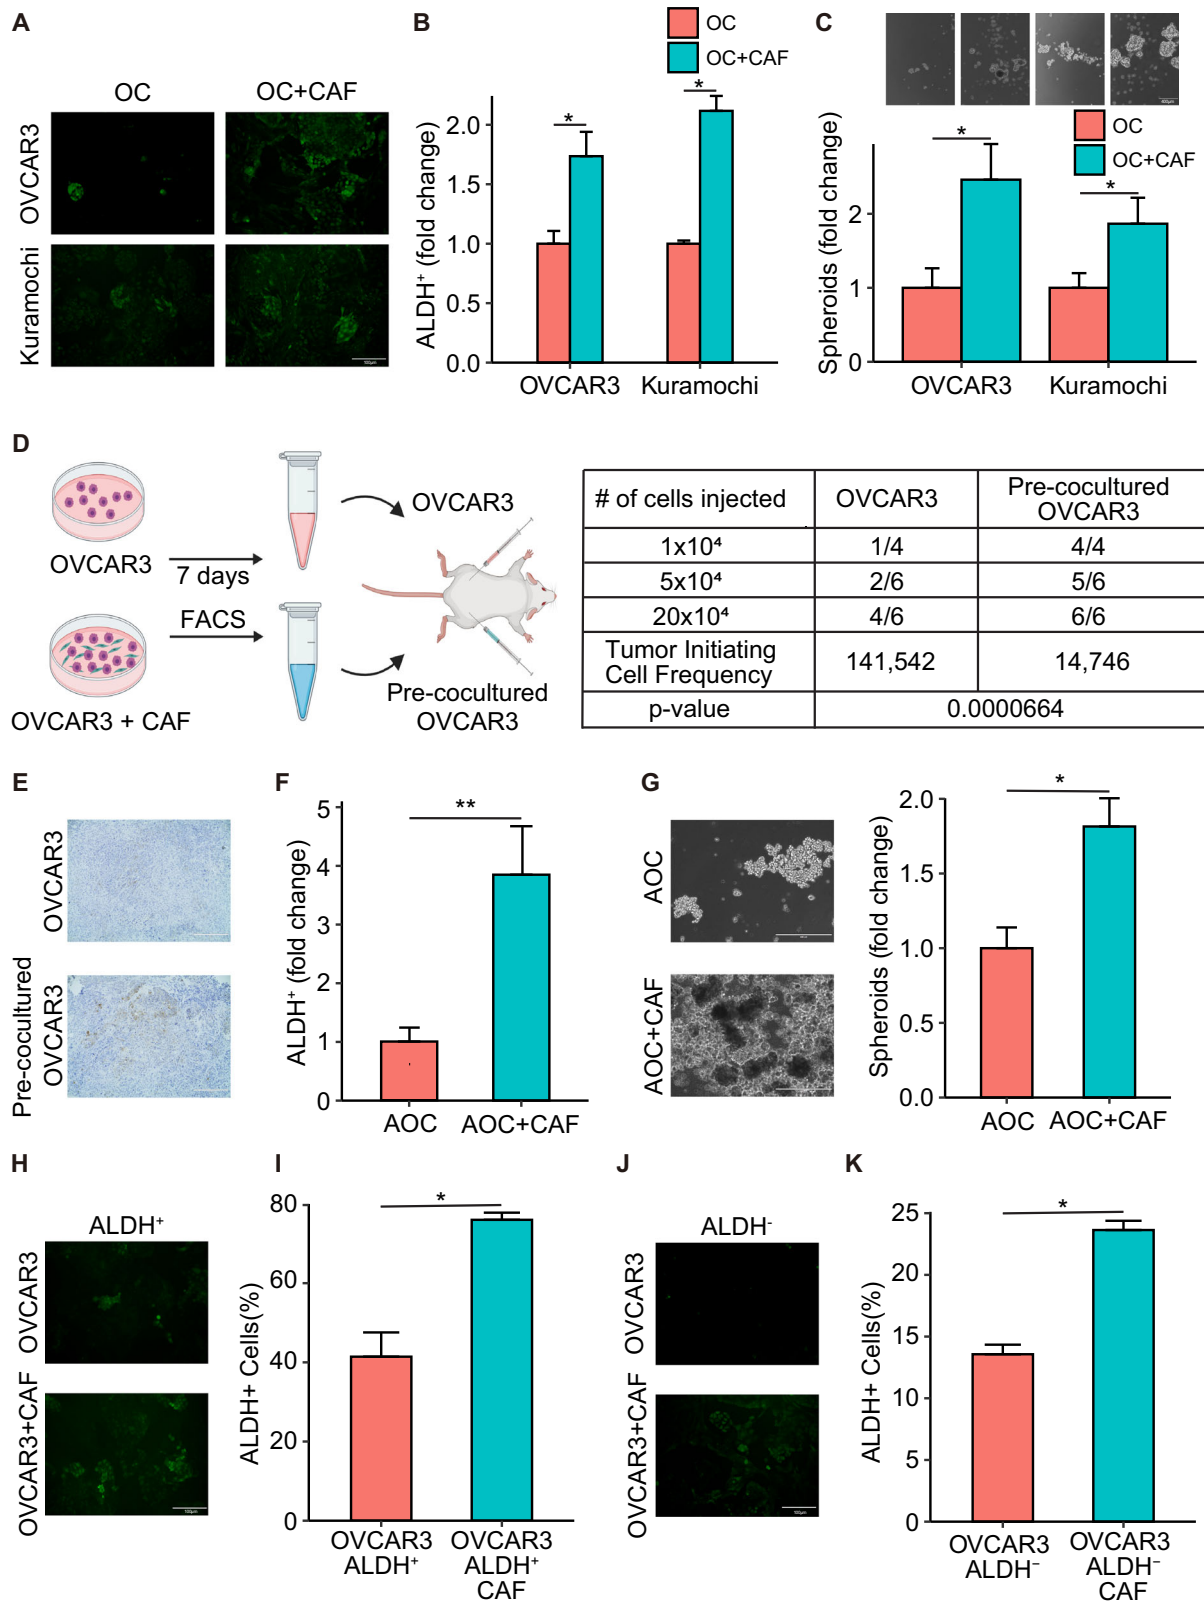 A
OC
OC+CAF
OVCAR3
Kuramochi
100μm
B
OC
OC+CAF
ALDH⁺ (fold change)
2.0
1.5
1.0
0.5
0.0
*
*
OVCAR3
Kuramochi
C
400μm
OC
OC+CAF
Spheroids (fold change)
2
1
0
*
*
OVCAR3
Kuramochi
D
OVCAR3
OVCAR3 + CAF
7 days
FACS
OVCAR3
Pre-cocultured
OVCAR3
# of cells injected
OVCAR3
Pre-cocultured
OVCAR3
1x10⁴
1/4
4/4
5x10⁴
2/6
5/6
20x10⁴
4/6
6/6
Tumor Initiating
Cell Frequency
141,542
14,746
p-value
0.0000664
E
OVCAR3
Pre-cocultured
OVCAR3
F
ALDH⁺ (fold change)
5
4
3
2
1
0
**
AOC
AOC+CAF
G
AOC
AOC+CAF
Spheroids (fold change)
2.0
1.5
1.0
0.5
0.0
*
AOC
AOC+CAF
H
ALDH⁺
OVCAR3
OVCAR3+CAF
100μm
I
ALDH+ Cells(%)
80
60
40
20
0
*
OVCAR3
ALDH⁺
OVCAR3
ALDH⁺
CAF
J
ALDH⁻
OVCAR3
OVCAR3+CAF
100μm
K
ALDH+ Cells(%)
25
20
15
10
5
0
*
OVCAR3
ALDH⁻
OVCAR3
ALDH⁻
CAF